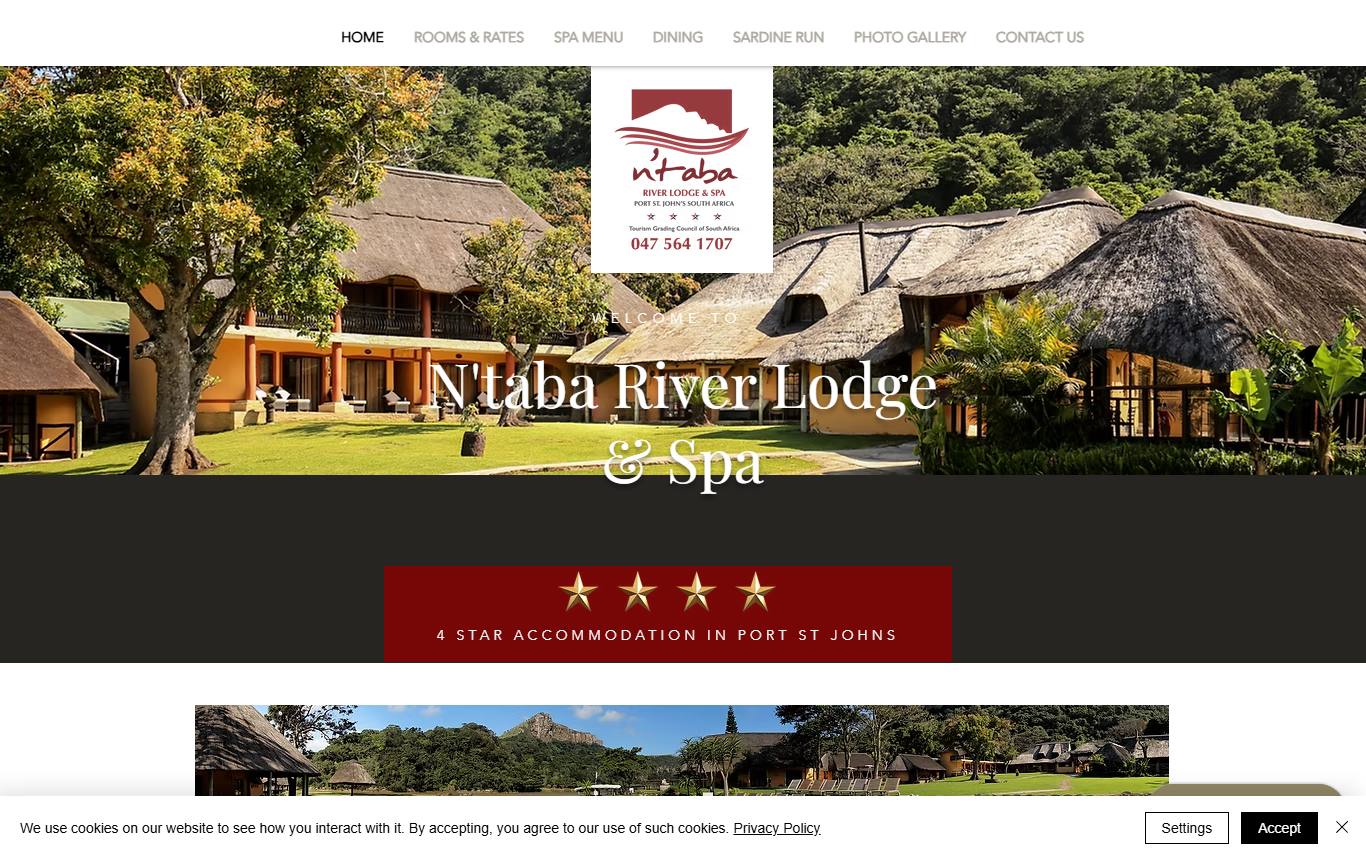 HOME ROOMS & RATES SPA MENU DINING SARDINE RUN PHOTO GALLERY CONTACT US
n'taba
RIVER LODGE & SPA
PORT ST. JOHN'S SOUTH AFRICA
Tourism Grading Council of South Africa
047 564 1707
WELCOME TO
N'taba River Lodge
& Spa
4 STAR ACCOMMODATION IN PORT ST JOHNS
We use cookies on our website to see how you interact with it. By accepting, you agree to our use of such cookies. Privacy Policy
Settings
Accept